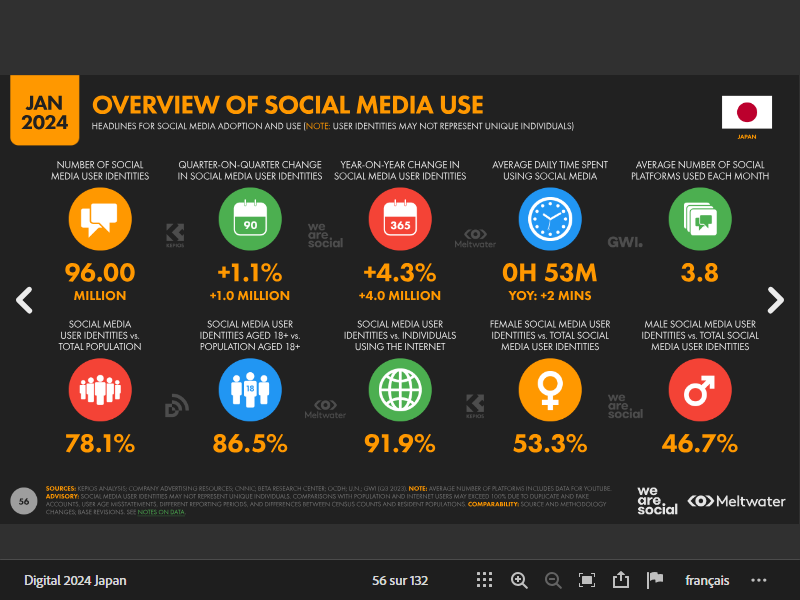 JAN
2024
OVERVIEW OF SOCIAL MEDIA USE
HEADLINES FOR SOCIAL MEDIA ADOPTION AND USE (NOTE: USER IDENTITIES MAY NOT REPRESENT UNIQUE INDIVIDUALS)
JAPAN
NUMBER OF SOCIAL
MEDIA USER IDENTITIES
QUARTER-ON-QUARTER CHANGE
IN SOCIAL MEDIA USER IDENTITIES
YEAR-ON-YEAR CHANGE IN
SOCIAL MEDIA USER IDENTITIES
AVERAGE DAILY TIME SPENT
USING SOCIAL MEDIA
AVERAGE NUMBER OF SOCIAL
PLATFORMS USED EACH MONTH
90
365
KEPIOS
we
are
social
Meltwater
GWI.
96.00
MILLION
+1.1%
+1.0 MILLION
+4.3%
+4.0 MILLION
0H 53M
YOY: +2 MINS
3.8
SOCIAL MEDIA
USER IDENTITIES vs.
TOTAL POPULATION
SOCIAL MEDIA USER
IDENTITIES AGED 18+ vs.
POPULATION AGED 18+
SOCIAL MEDIA USER
IDENTITIES vs. INDIVIDUALS
USING THE INTERNET
FEMALE SOCIAL MEDIA USER
IDENTITIES vs. TOTAL SOCIAL
MEDIA USER IDENTITIES
MALE SOCIAL MEDIA USER
IDENTITIES vs. TOTAL SOCIAL
MEDIA USER IDENTITIES
18
Meltwater
KEPIOS
we
are
social
78.1%
86.5%
91.9%
53.3%
46.7%
56
SOURCES: KEPIOS ANALYSIS; COMPANY ADVERTISING RESOURCES; CNNIC; BETA RESEARCH CENTER; OCDH; U.N.; GWI (Q3 2023). NOTE: AVERAGE NUMBER OF PLATFORMS INCLUDES DATA FOR YOUTUBE.
ADVISORY: SOCIAL MEDIA USER IDENTITIES MAY NOT REPRESENT UNIQUE INDIVIDUALS. COMPARISONS WITH POPULATION AND INTERNET USERS MAY EXCEED 100% DUE TO DUPLICATE AND FAKE
ACCOUNTS, USER AGE MISSTATEMENTS, DIFFERENT REPORTING PERIODS, AND DIFFERENCES BETWEEN CENSUS COUNTS AND RESIDENT POPULATIONS. COMPARABILITY: SOURCE AND METHODOLOGY
CHANGES; BASE REVISIONS. SEE NOTES ON DATA.
we
are
social
Meltwater
Digital 2024 Japan
56 sur 132
français